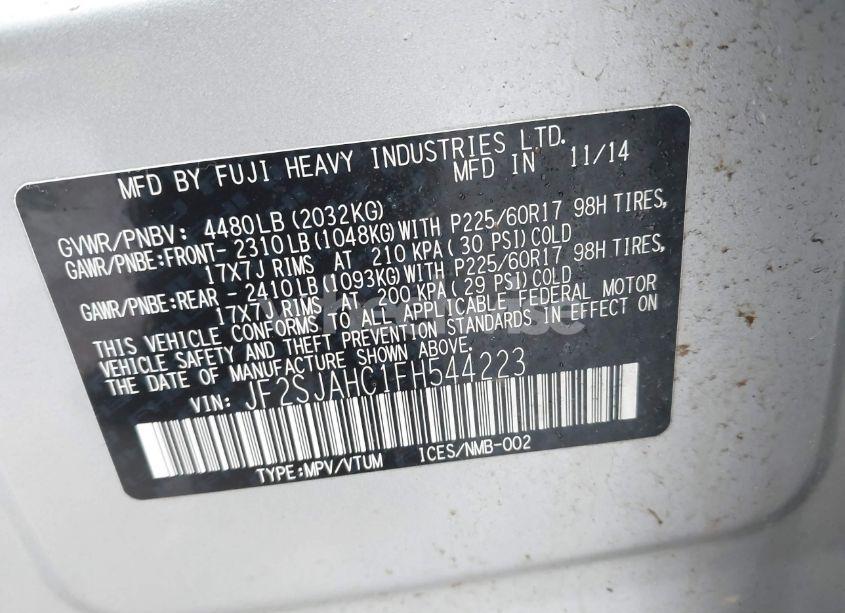 MFD BY FUJI HEAVY INDUSTRIES LTD.
MFD IN 11/14
GVWR/PNBV: 4480LB (2032KG)
GAWR/PNBE:FRONT- 2310LB (1048KG) WITH P225/60R17 98H TIRES,
17X7J RIMS AT 210 KPA ( 30 PSI) COLD
GAWR/PNBE:REAR - 2410LB (1093KG) WITH P225/60R17 98H TIRES,
17X7J RIMS AT 200 KPA ( 29 PSI) COLD
THIS VEHICLE CONFORMS TO ALL APPLICABLE FEDERAL MOTOR
VEHICLE SAFETY AND THEFT PREVENTION STANDARDS IN EFFECT ON
THE DATE OF MANUFACTURE SHOWN ABOVE.
VIN: JF2SJAHC1FH544223
TYPE:MPV/VTUM ICES/NMB-002